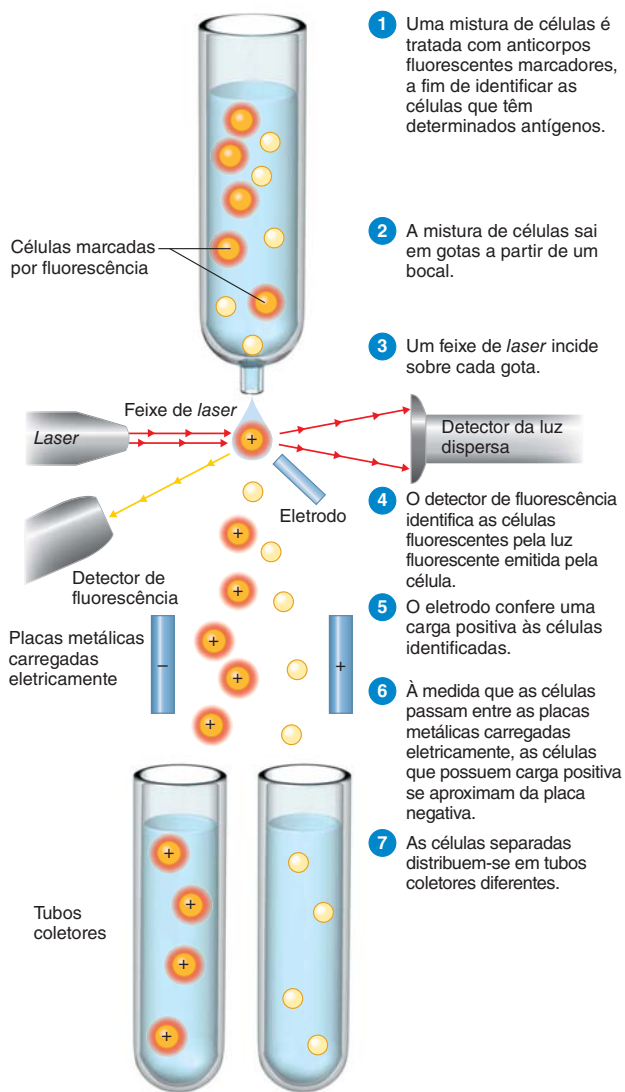 1 Uma mistura de células é
tratada com anticorpos
fluorescentes marcadores,
a fim de identificar as
células que têm
determinados antígenos.
Células marcadas
por fluorescência
2 A mistura de células sai
em gotas a partir de um
bocal.
3 Um feixe de laser incide
sobre cada gota.
Feixe de laser
Laser
+
Detector da luz
dispersa
Eletrodo
Detector de
fluorescência
4 O detector de fluorescência
identifica as células
fluorescentes pela luz
fluorescente emitida pela
célula.
+
+
5 O eletrodo confere uma
carga positiva às células
identificadas.
Placas metálicas
carregadas
eletricamente
–
+
+
+
+
6 À medida que as células
passam entre as placas
metálicas carregadas
eletricamente, as células
que possuem carga positiva
se aproximam da placa
negativa.
7 As células separadas
distribuem-se em tubos
coletores diferentes.
Tubos
coletores
+
+
+
+